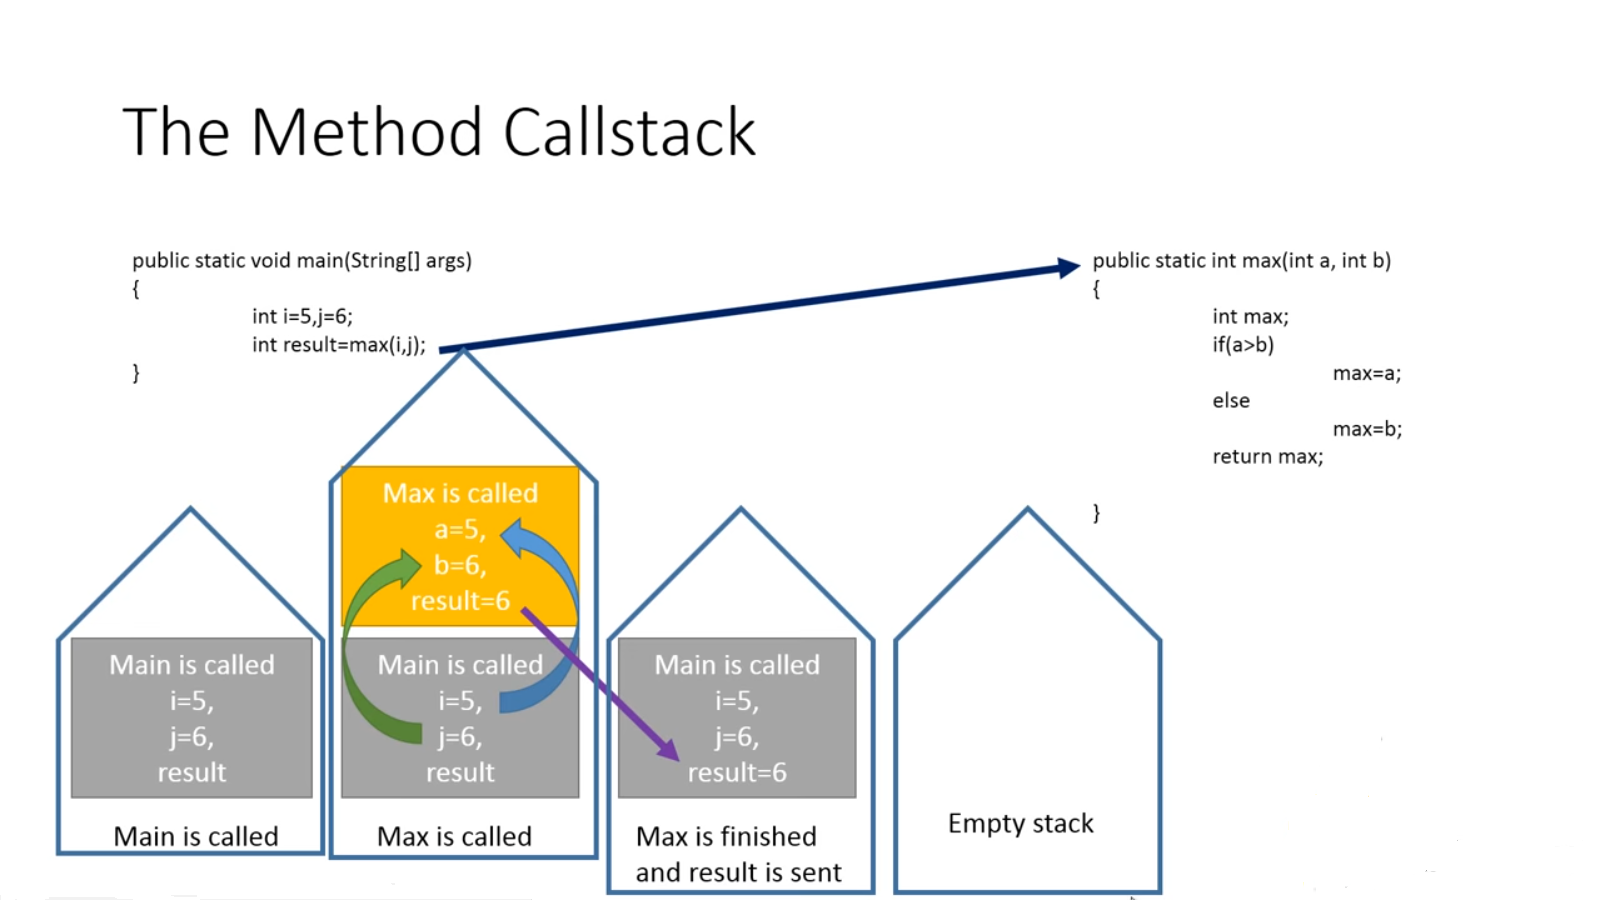 The Method Callstack
public static void main(String[] args)
{
int i=5,j=6;
int result=max(i,j);
}
public static int max(int a, int b)
{
int max;
if(a>b)
max=a;
else
max=b;
return max;
}
Main is called
i=5,
j=6,
result
Main is called
Max is called
a=5,
b=6,
result=6
Main is called
i=5,
j=6,
result
Max is called
Main is called
i=5,
j=6,
result=6
Max is finished
and result is sent
Empty stack